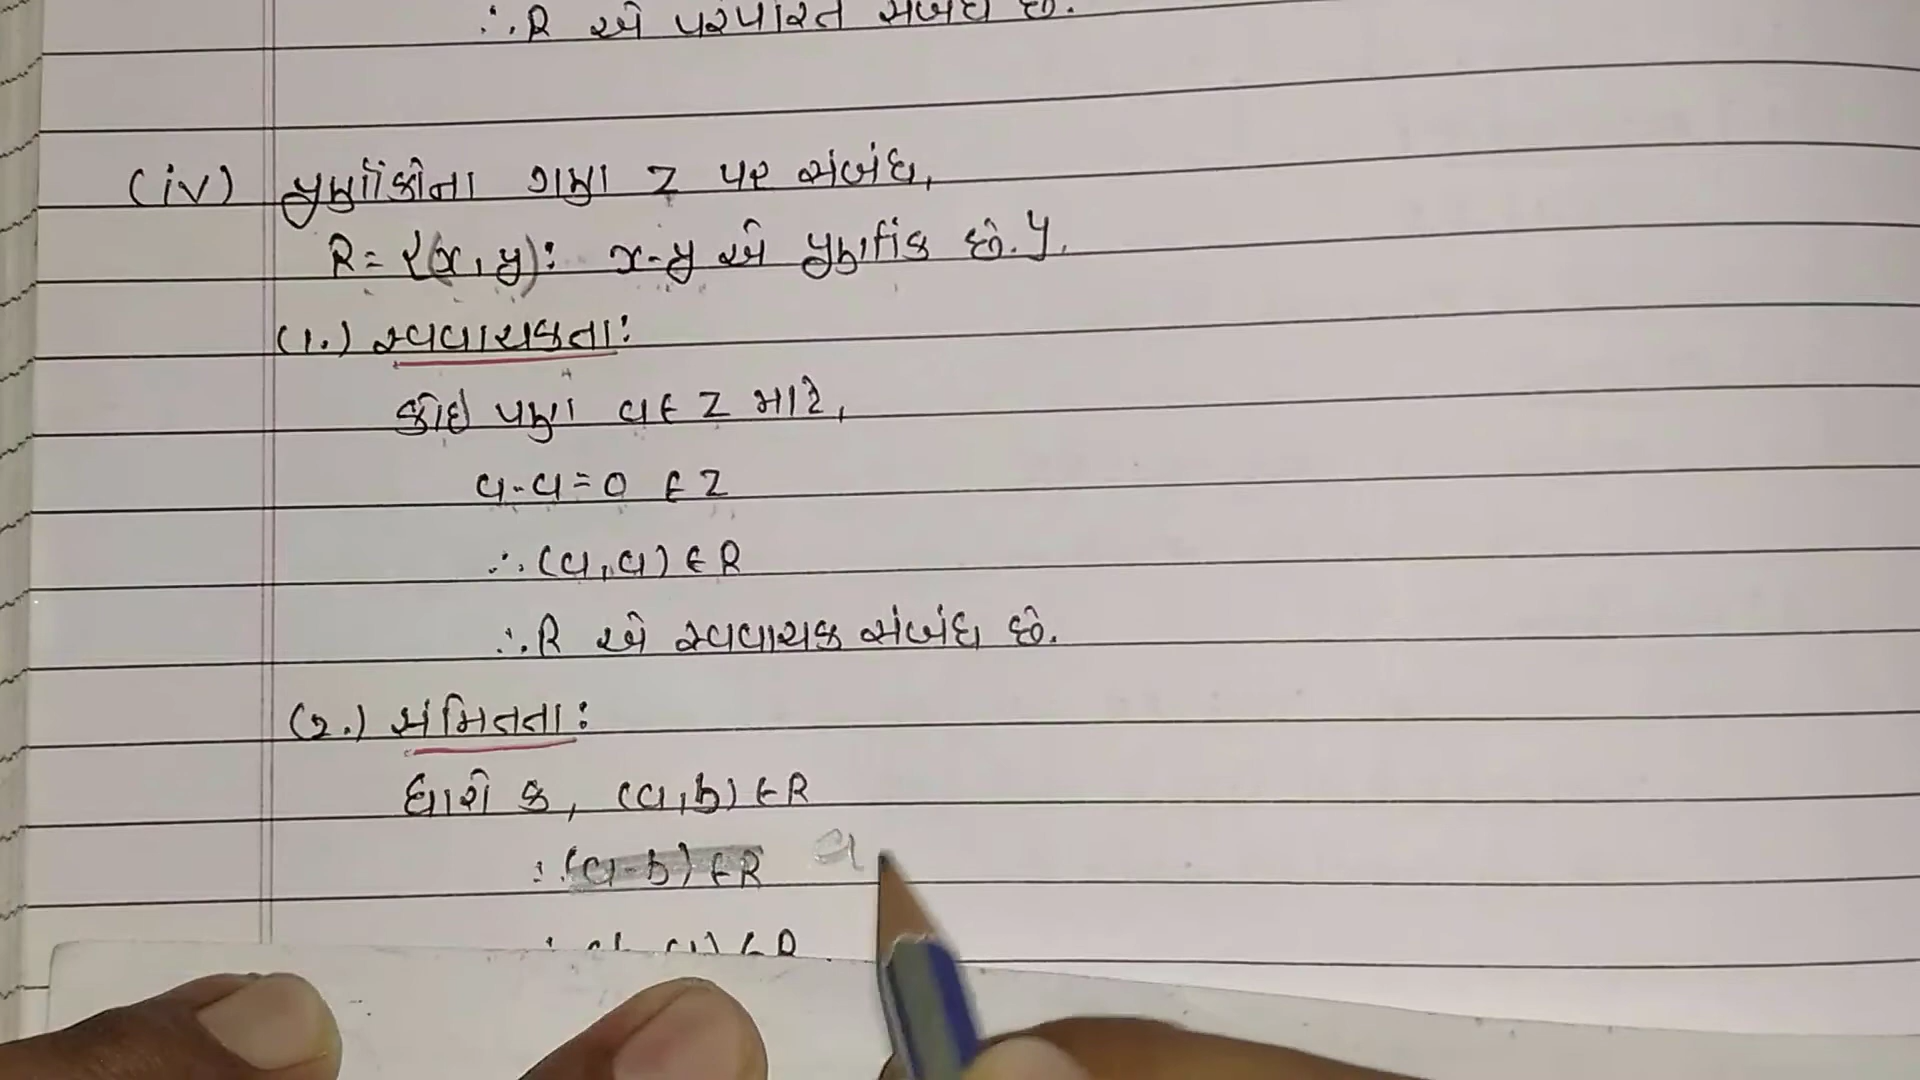 ∴ R એ પરંપરિત સંબંધ છે.
(iv) પૂર્ણાંકોના ગણ Z પર સંબંધ,
R = {(x, y): x-y એ પૂર્ણાંક છે.}.
(1.) સ્વવાચકતા:
કોઇ પણ a ∈ Z માટે,
a-a=0 ∈ Z
∴ (a, a) ∈ R
∴ R એ સ્વવાચક સંબંધ છે.
(2.) સંમિતતા:
ધારો કે, (a, b) ∈ R
∴ (a-b) ∈ R a